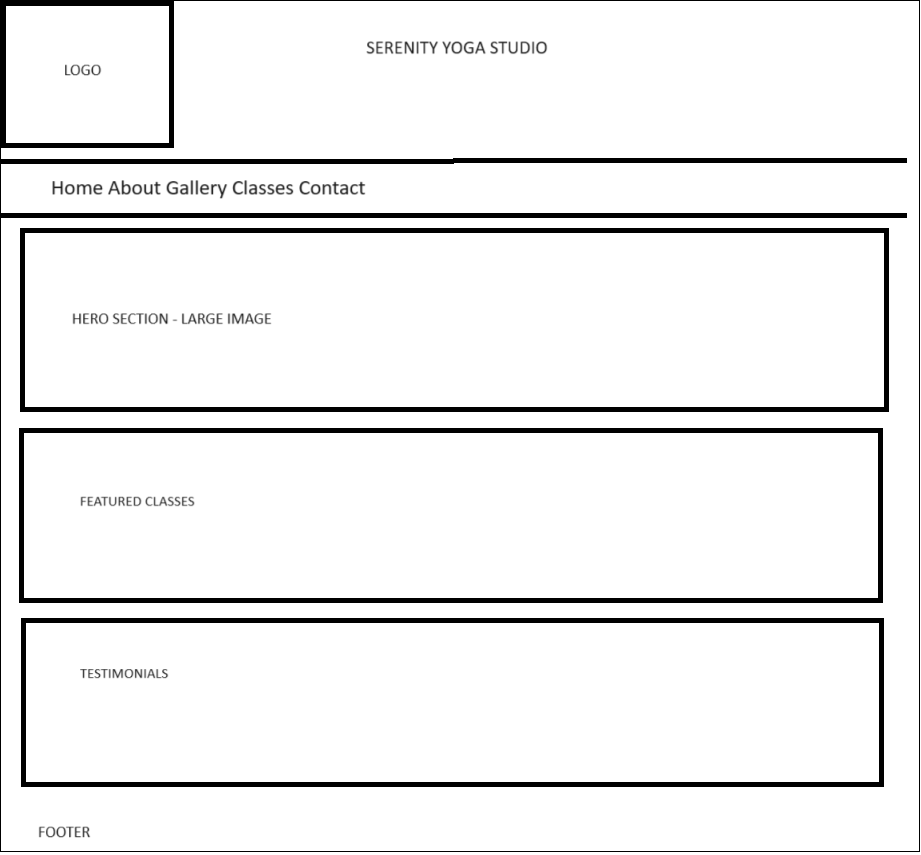 LOGO
SERENITY YOGA STUDIO
Home About Gallery Classes Contact
HERO SECTION - LARGE IMAGE
FEATURED CLASSES
TESTIMONIALS
FOOTER